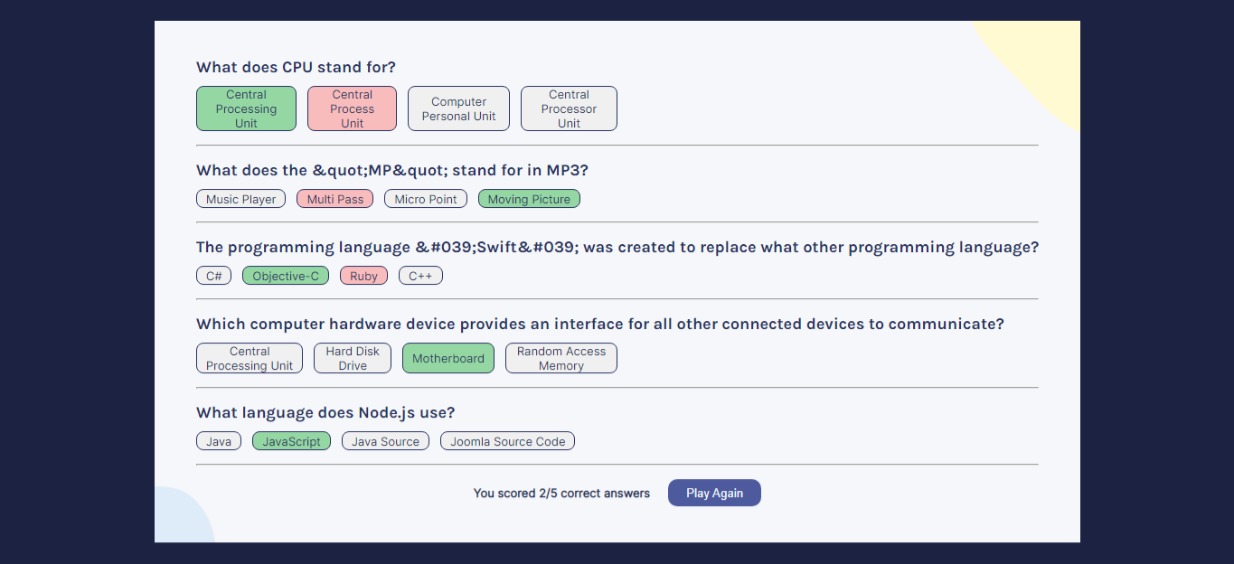 What does CPU stand for?
Central
Processing
Unit
Central
Process
Unit
Computer
Personal Unit
Central
Processor
Unit
What does the &quot;MP&quot; stand for in MP3?
Music Player
Multi Pass
Micro Point
Moving Picture
The programming language &#039;Swift&#039; was created to replace what other programming language?
C#
Objective-C
Ruby
C++
Which computer hardware device provides an interface for all other connected devices to communicate?
Central
Processing Unit
Hard Disk
Drive
Motherboard
Random Access
Memory
What language does Node.js use?
Java
JavaScript
Java Source
Joomla Source Code
You scored 2/5 correct answers
Play Again